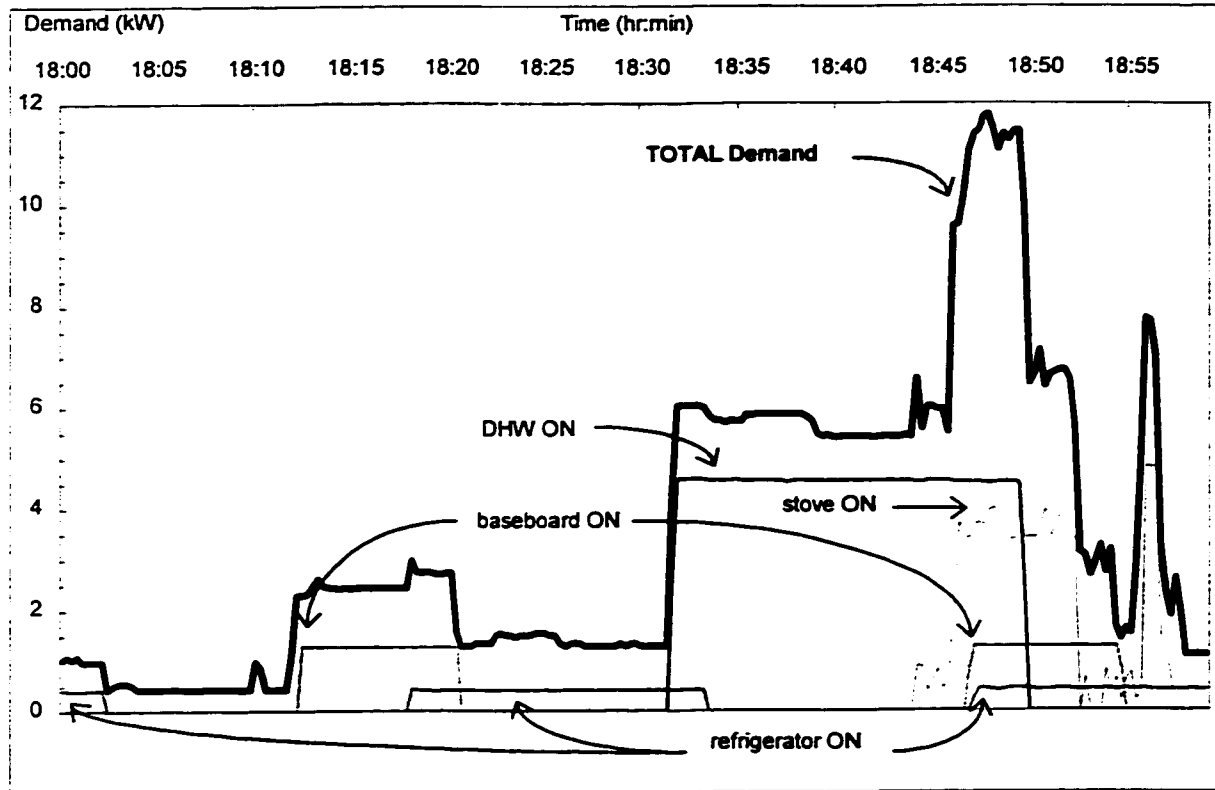 Demand (kW) Time (hr:min)
18:00 18:05 18:10 18:15 18:20 18:25 18:30 18:35 18:40 18:45 18:50 18:55
12
TOTAL Demand
10
8
6
DHW ON
4
stove ON
baseboard ON
2
0
refrigerator ON